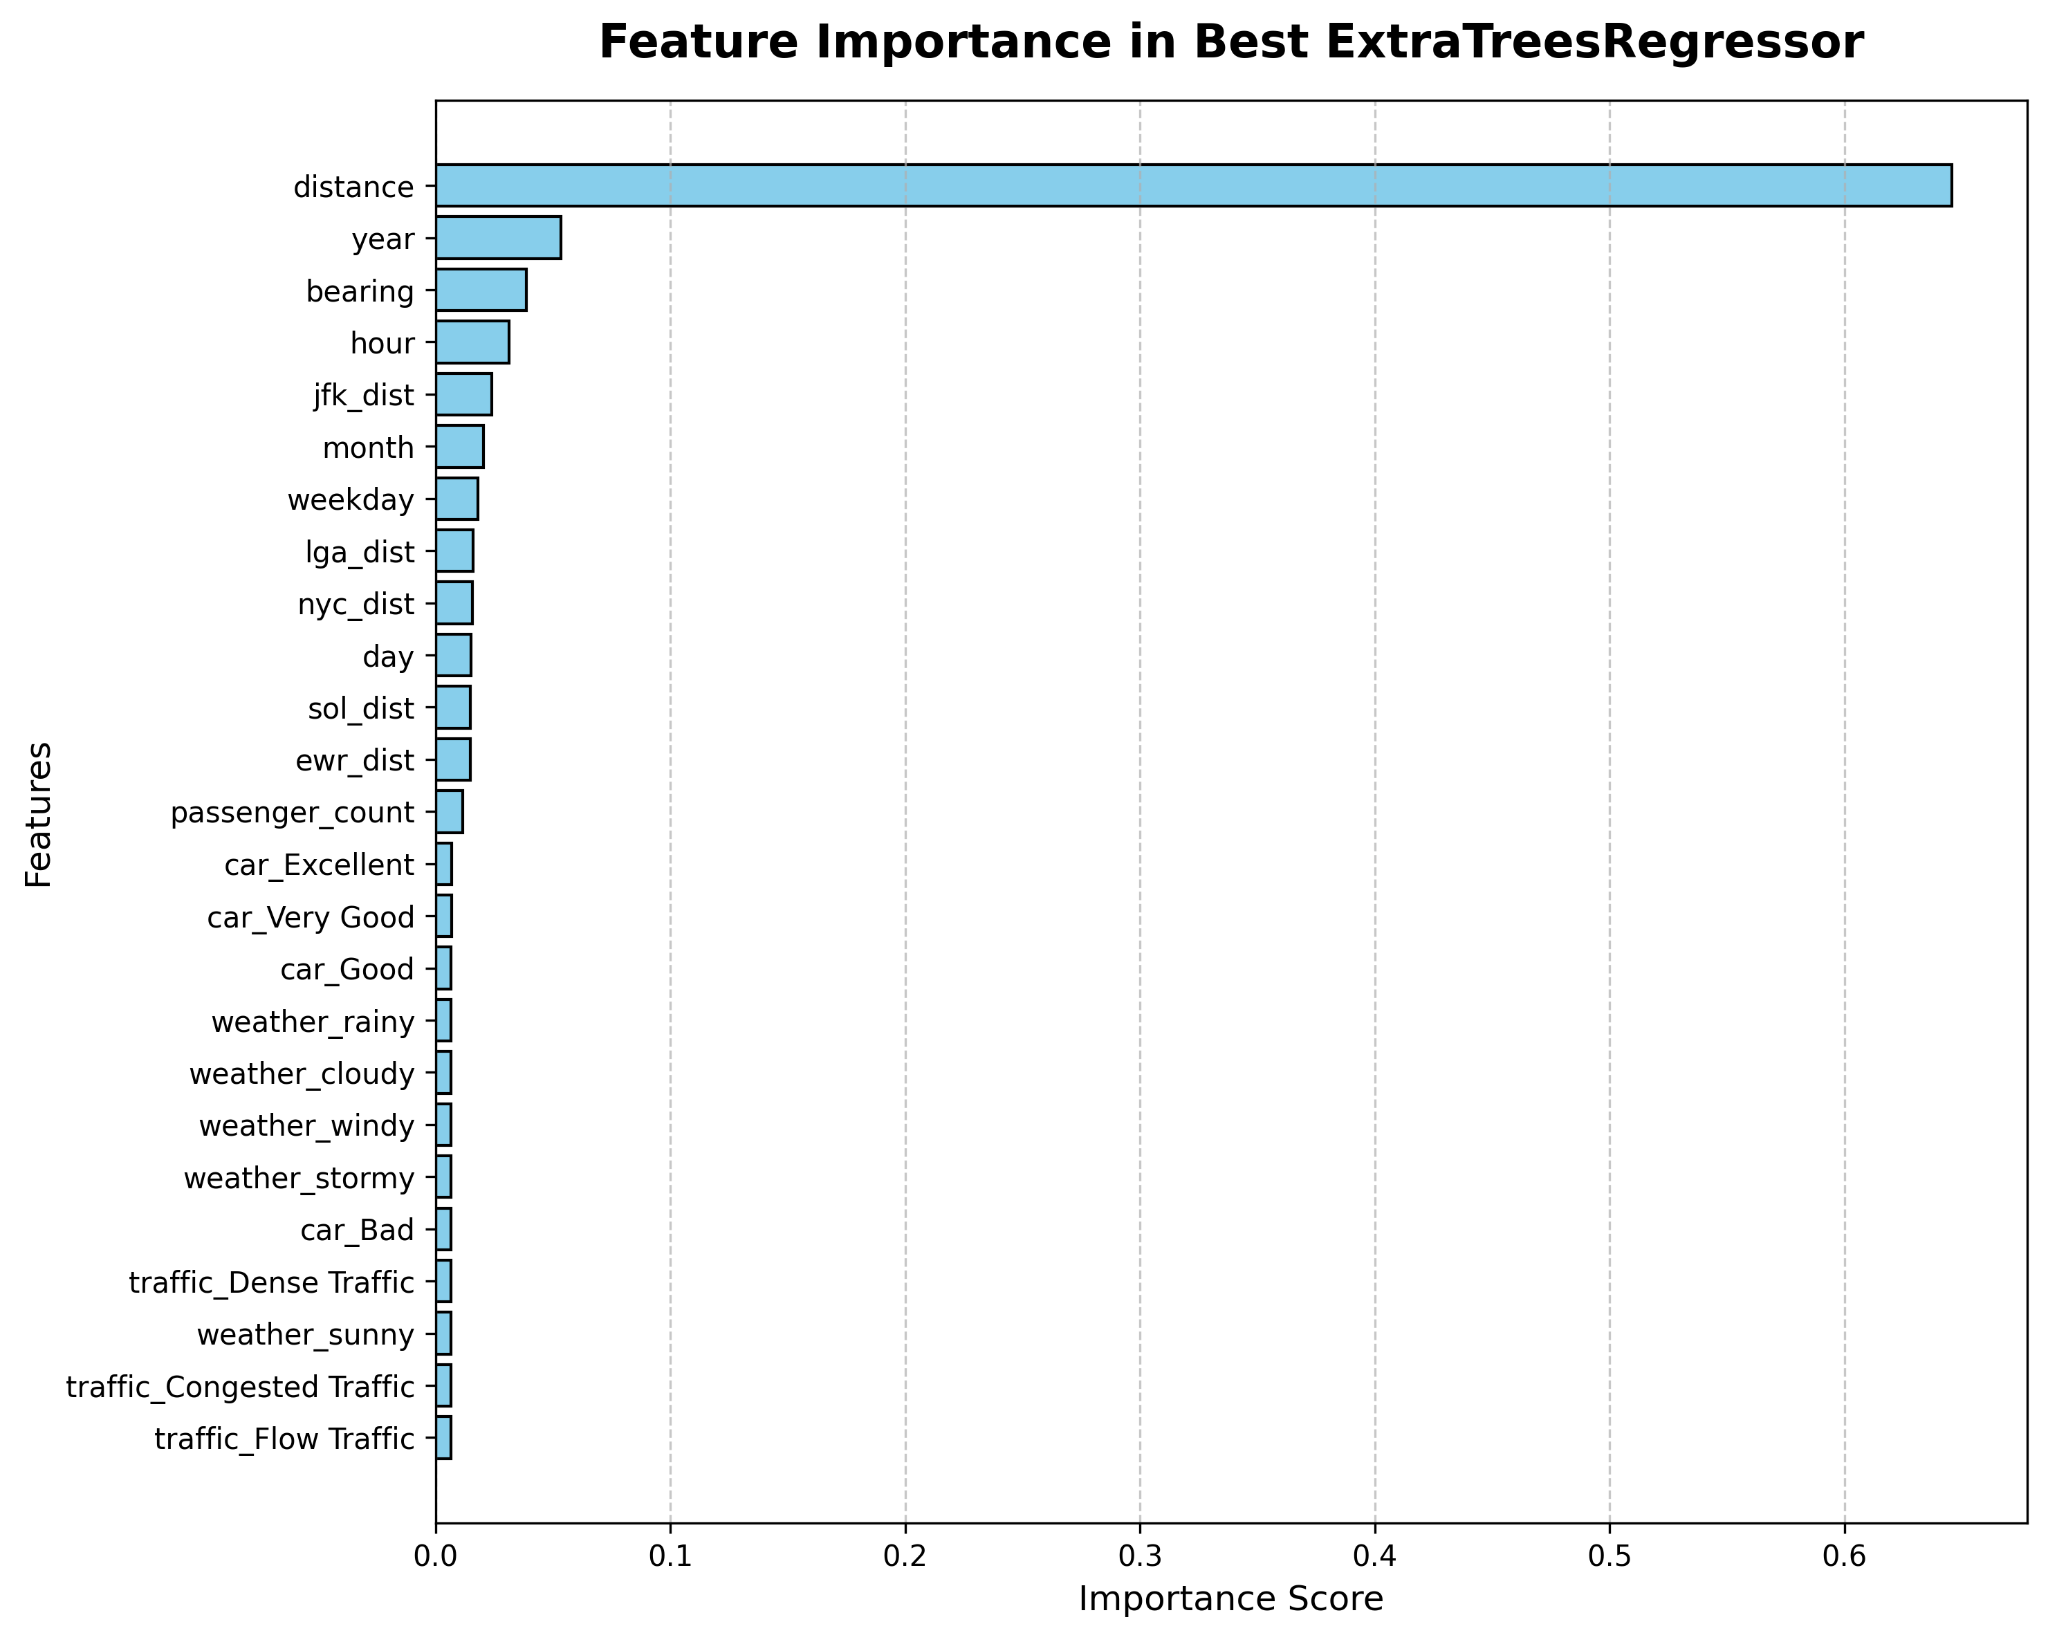 Feature Importance in Best ExtraTreesRegressor
distance
year
bearing
hour
jfk_dist
month
weekday
lga_dist
nyc_dist
day
sol_dist
ewr_dist
passenger_count
car_Excellent
car_Very Good
car_Good
weather_rainy
weather_cloudy
weather_windy
weather_stormy
car_Bad
traffic_Dense Traffic
weather_sunny
traffic_Congested Traffic
traffic_Flow Traffic
Features
0.0 0.1 0.2 0.3 0.4 0.5 0.6
Importance Score